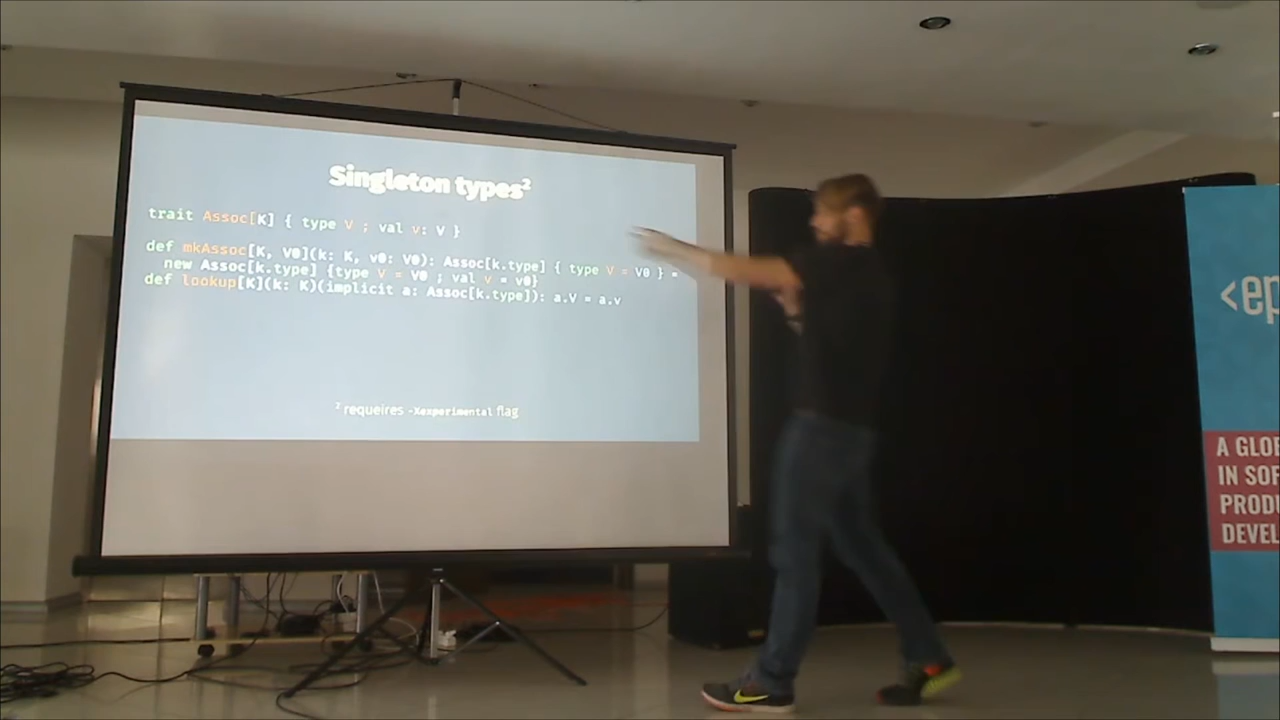 Singleton types²
trait Assoc[K] { type V ; val v: V }
def mkAssoc[K, V0](k: K, v0: V0): Assoc[k.type] { type V = V0 } =
new Assoc[k.type] {type V = V0 ; val v = v0}
def lookup[K](k: K)(implicit a: Assoc[k.type]): a.V = a.v
² requeires -Xexperimental flag
<ep
A GLOB
IN SOF
PRODU
DEVEL